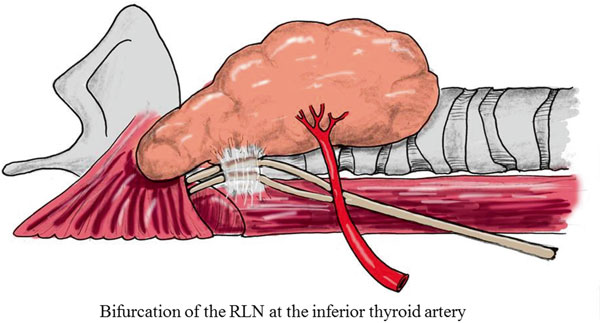 Bifurcation of the RLN at the inferior thyroid artery